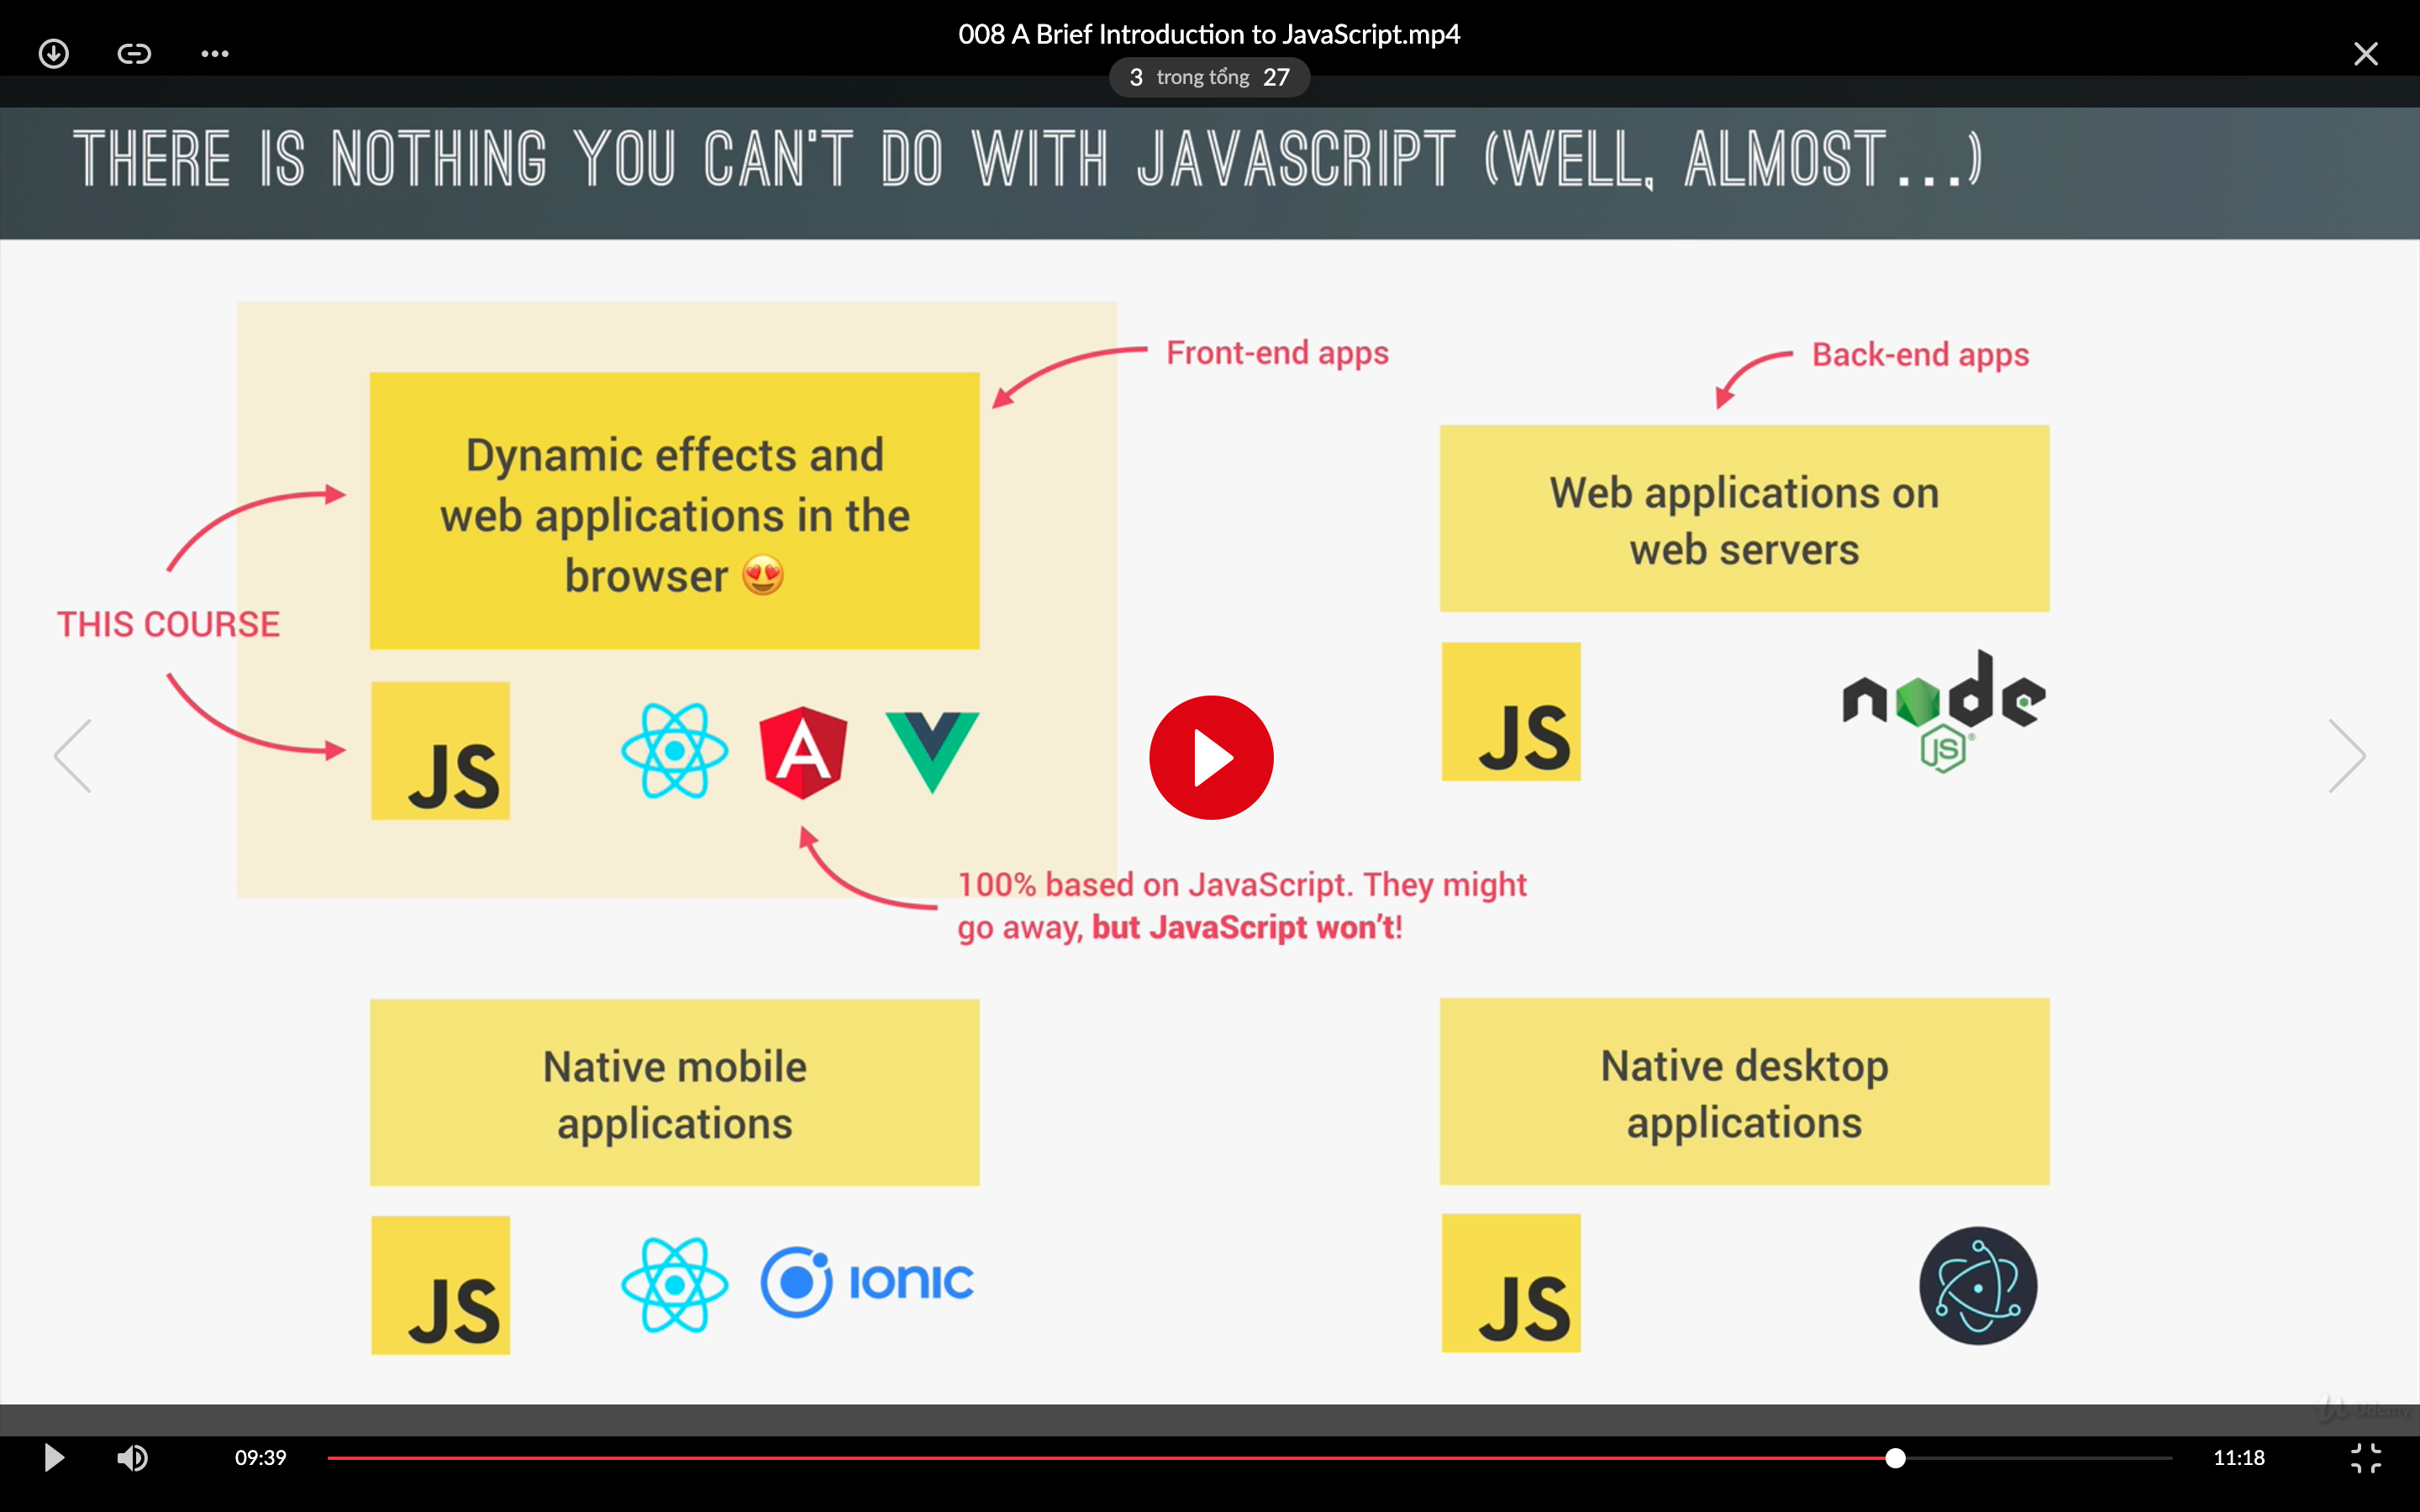 008 A Brief Introduction to JavaScript.mp4
3 trong tổng 27
THERE IS NOTHING YOU CAN'T DO WITH JAVASCRIPT (WELL, ALMOST...)
Front-end apps
Back-end apps
Dynamic effects and
web applications in the
browser 😍
Web applications on
web servers
THIS COURSE
JS
A
JS
node
JS
100% based on JavaScript. They might
go away, but JavaScript won't!
Native mobile
applications
Native desktop
applications
JS
IONIC
JS
Udemy
09:39
11:18